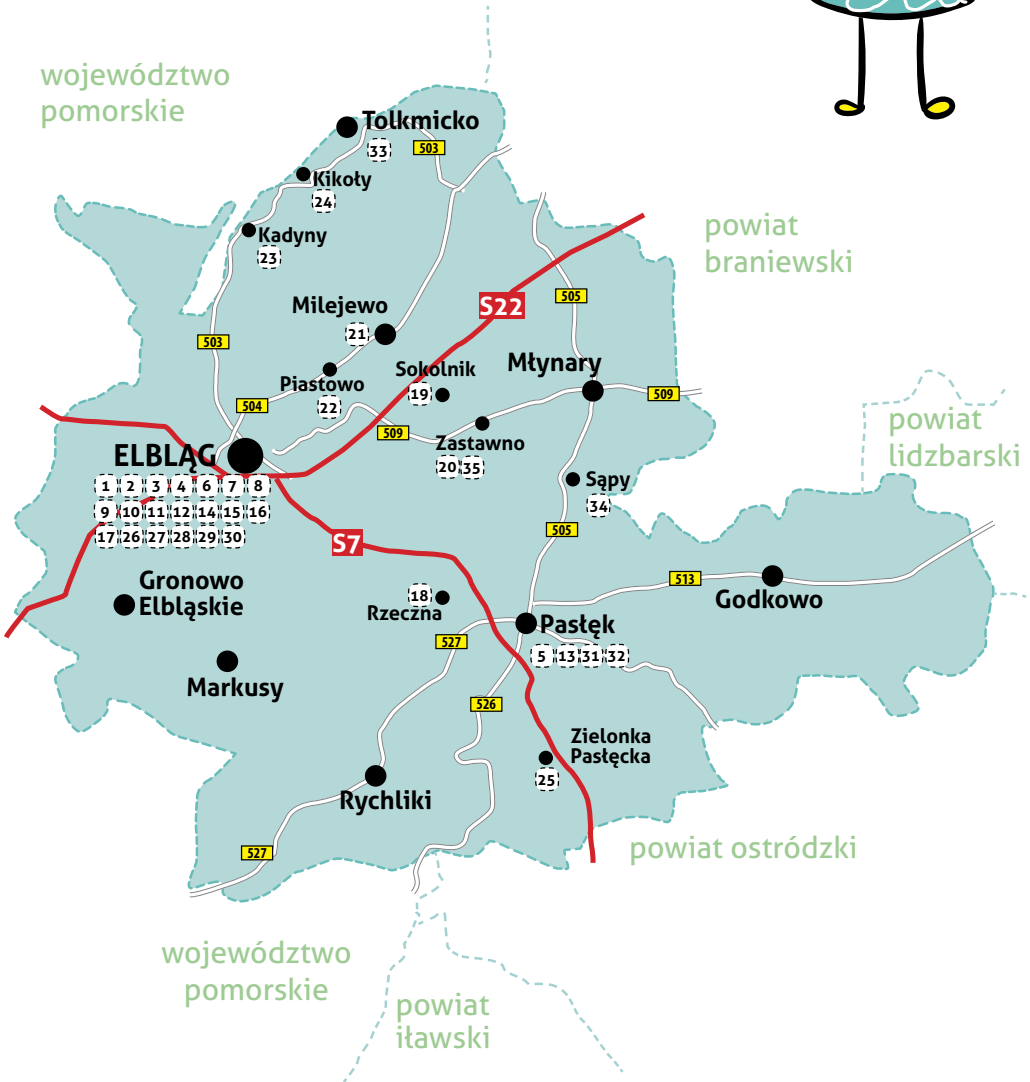 województwo
pomorskie
Tolkmicko
33
503
Kikoły
24
Kadyny
23
powiat
braniewski
Milejewo
21
S22
505
503
Piastowo
22
Sokolnik
19
Młynary
509
504
509
Zastawno
20 35
powiat
lidzbarski
ELBLĄG
1 2 3 4 6 7 8
9 10 11 12 14 15 16
17 26 27 28 29 30
Sąpy
34
505
S7
Gronowo
Elbląskie
18
Rzeczna
513
Godkowo
Pasłęk
5 13 31 32
527
Markusy
526
Zielonka
Pasłęcka
25
Rychliki
527
powiat ostródzki
województwo
pomorskie
powiat
iławski